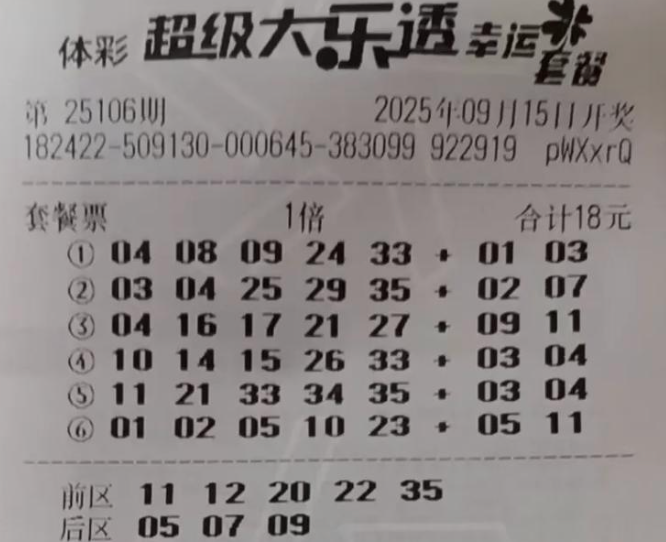 体彩 超级大乐透 幸运套餐
第 25106期 2025年09月15日开奖
182422-509130-000645-383099 922919 pWXxrQ
套餐票 1倍 合计18元
① 04 08 09 24 33 + 01 03
② 03 04 25 29 35 + 02 07
③ 04 16 17 21 27 + 09 11
④ 10 14 15 26 33 + 03 04
⑤ 11 21 33 34 35 + 03 04
⑥ 01 02 05 10 23 + 05 11
前区 11 12 20 22 35
后区 05 07 09